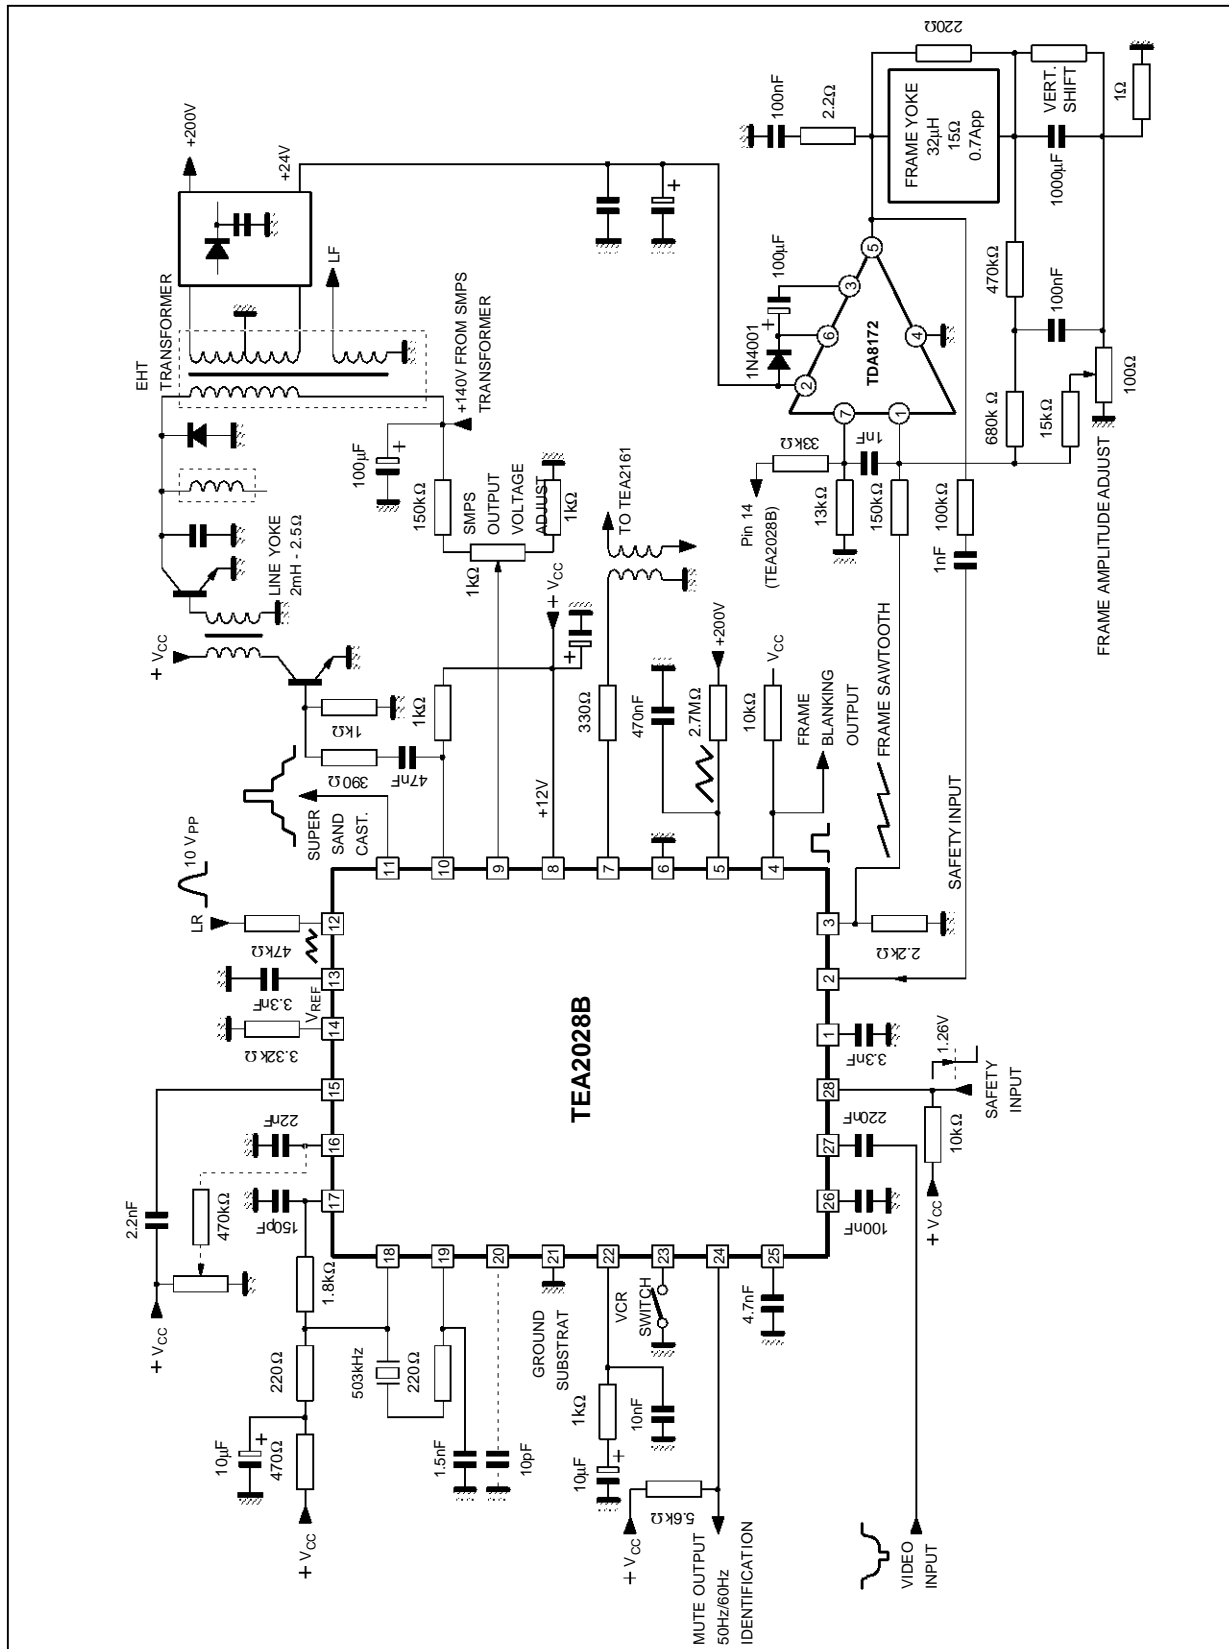 EHT
TRANSFORMER
+200V
+24V
LF
+140V FROM SMPS
TRANSFORMER
LINE YOKE
2mH - 2.5Ω
+ VCC
100µF
+
150kΩ
SMPS
OUTPUT
VOLTAGE
ADJUST
1kΩ
1kΩ
+ VCC
+
1kΩ
390Ω
47nF
1kΩ
+12V
10 VPP
SUPER
SAND
CAST.
TO TEA2161
330Ω
470nF
2.7MΩ
+200V
10kΩ
VCC
FRAME
BLANKING
OUTPUT
+
100nF
2.2Ω
220Ω
FRAME YOKE
32µH
15Ω
0.7App
VERT.
SHIFT
1Ω
1000µF
470kΩ
100nF
100µF
+
1N4001
TDA8172
1
2
3
4
5
6
7
680k Ω
15kΩ
100Ω
FRAME AMPLITUDE ADJUST
Pin 14
(TEA2028B)
33kΩ
1nF
13kΩ
150kΩ
100kΩ
1nF
FRAME SAWTOOTH
SAFETY INPUT
LR
47kΩ
3.3nF
VREF
3.32kΩ
22nF
150pF
2.2nF
470kΩ
+ VCC
11
10
9
8
7
6
5
4
12
13
14
15
16
17
TEA2028B
3
2
1
28
27
26
18
19
20
21
22
23
24
25
2.2kΩ
3.3nF
1.26V
SAFETY
INPUT
220nF
10kΩ
+ VCC
100nF
1.8kΩ
220Ω
10µF
+
470Ω
+ VCC
503kHz
220Ω
1.5nF
10pF
GROUND
SUBSTRAT
VCR
SWITCH
1kΩ
10nF
10µF
+
4.7nF
+ VCC
5.6kΩ
MUTE OUTPUT
50Hz/60Hz
IDENTIFICATION
VIDEO
INPUT